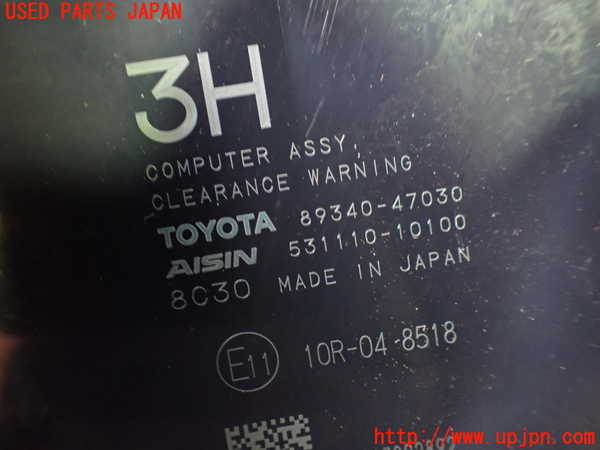 USED PARTS JAPAN
3H
COMPUTER ASSY,
CLEARANCE WARNING
TOYOTA 89340-47030
AISIN 531110-10100
8C30 MADE IN JAPAN
E11 10R-04 8518
http://www.upjpn.com/